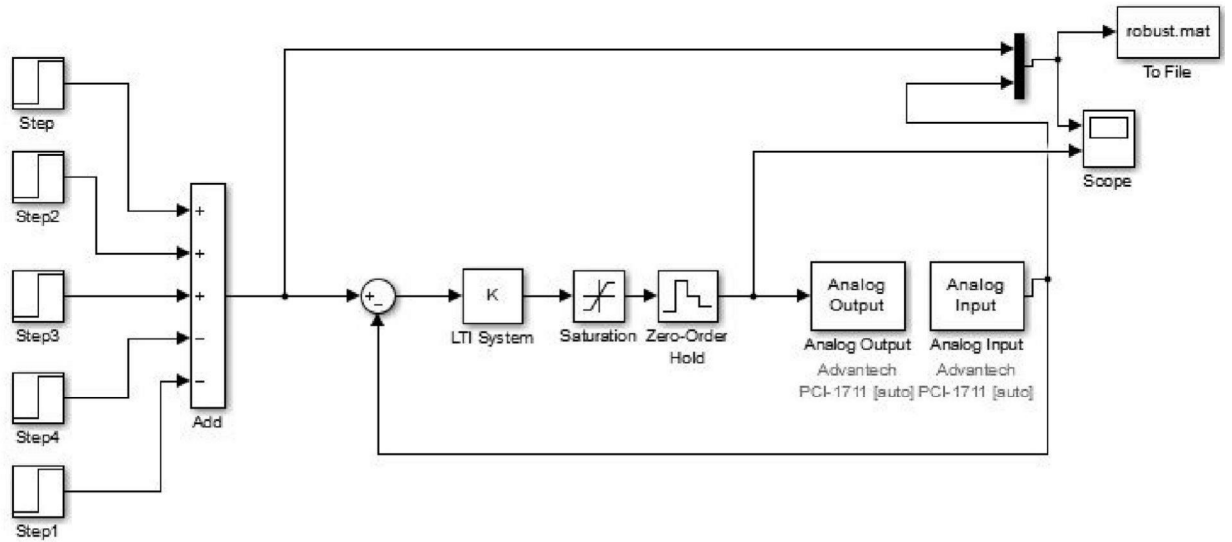 robust.mat
To File
Step
Scope
Step2
+
+
+
−
−
Add
Step3
+
−
K
LTI System
Saturation
Zero-Order
Hold
Analog
Output
Analog Output
Advantech
PCI-1711 [auto]
Analog
Input
Analog Input
Advantech
PCI-1711 [auto]
Step4
Step1